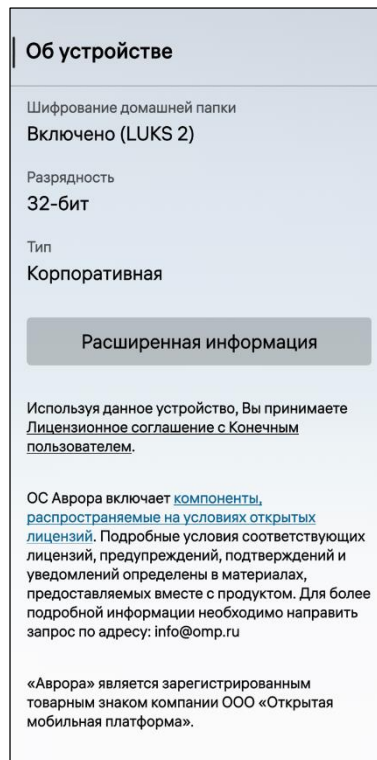 Об устройстве
Шифрование домашней папки
Включено (LUKS 2)
Разрядность
32-бит
Тип
Корпоративная
Расширенная информация
Используя данное устройство, Вы принимаете
Лицензионное соглашение с Конечным
пользователем.
ОС Аврора включает компоненты,
распространяемые на условиях открытых
лицензий. Подробные условия соответствующих
лицензий, предупреждений, подтверждений и
уведомлений определены в материалах,
предоставляемых вместе с продуктом. Для более
подробной информации необходимо направить
запрос по адресу: info@omp.ru
«Аврора» является зарегистрированным
товарным знаком компании ООО «Открытая
мобильная платформа».